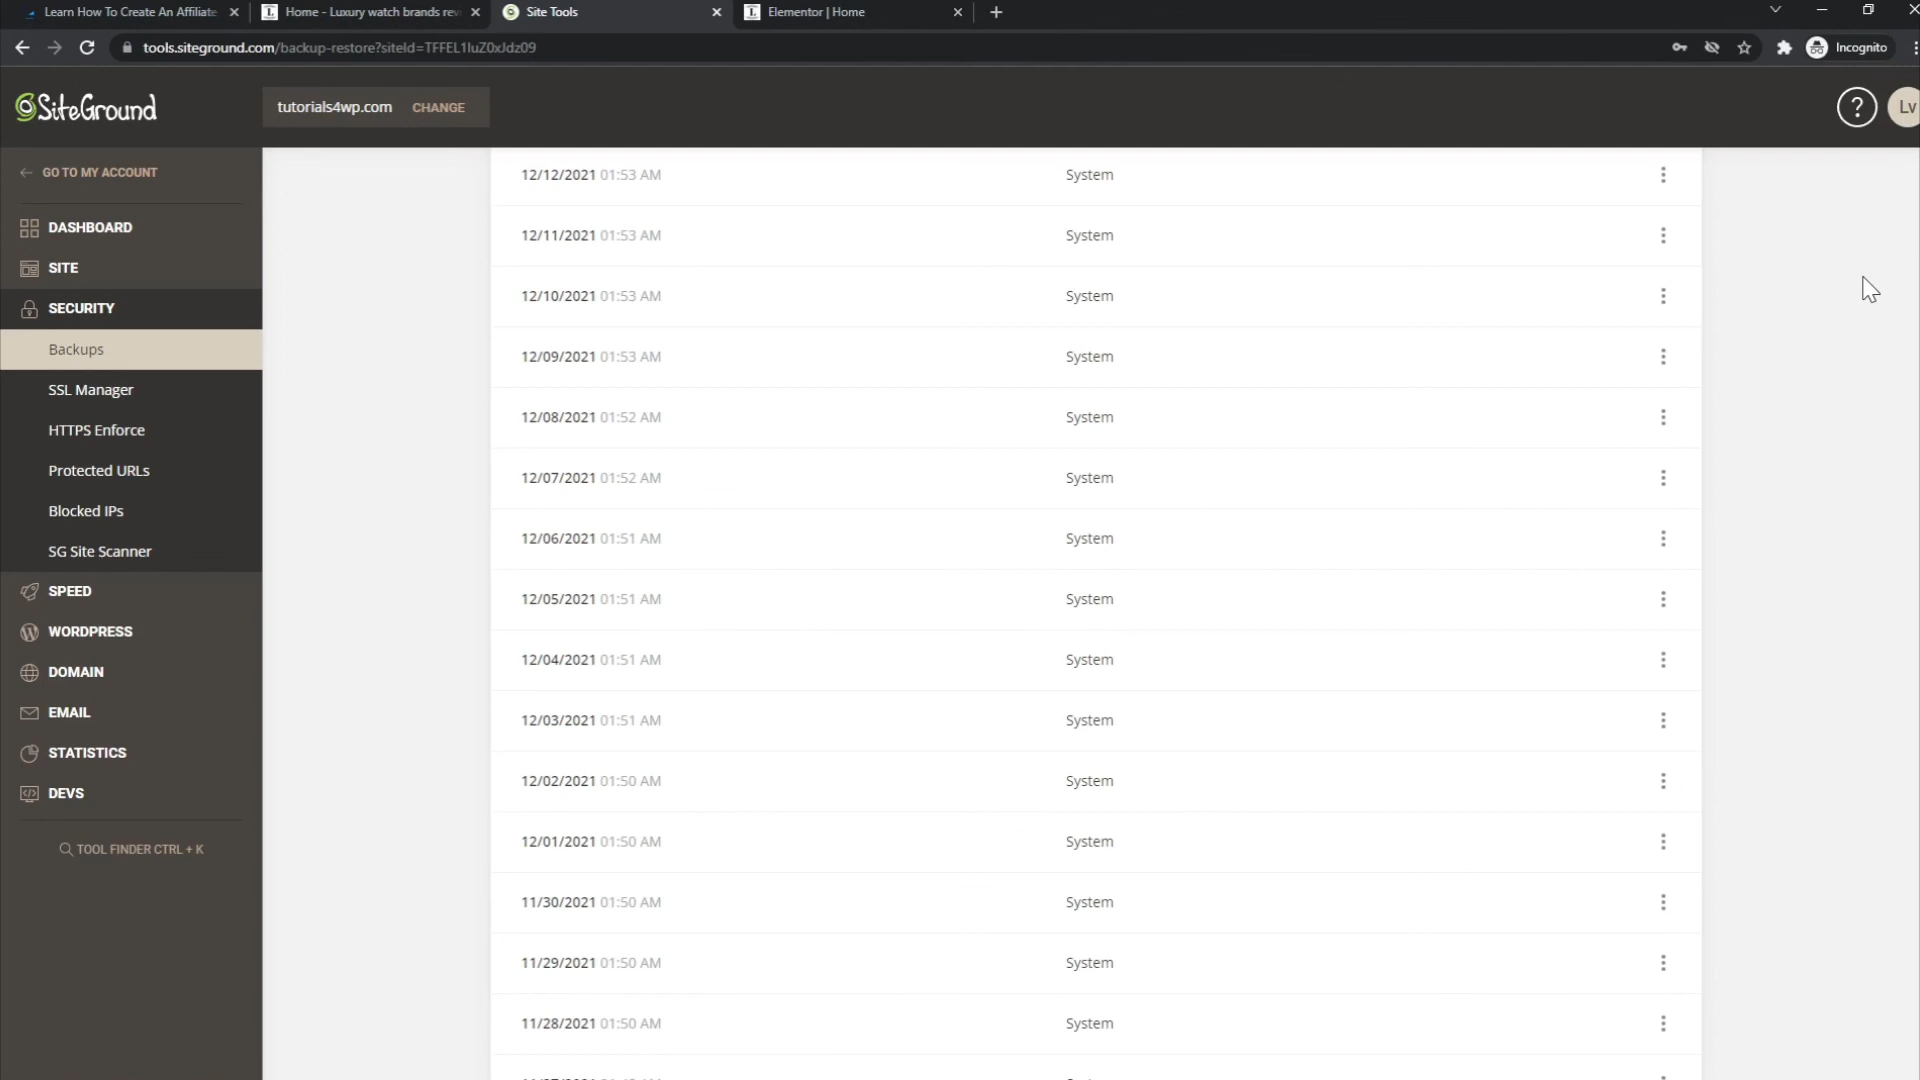 Learn How To Create An Affiliate
Home - Luxury watch brands rev
Site Tools
Elementor | Home
tools.siteground.com/backup-restore?siteId=TFFEL1luZ0xJdz09
Incognito
SiteGround
tutorials4wp.com CHANGE
?
Lv
GO TO MY ACCOUNT
DASHBOARD
SITE
SECURITY
Backups
SSL Manager
HTTPS Enforce
Protected URLs
Blocked IPs
SG Site Scanner
SPEED
WORDPRESS
DOMAIN
EMAIL
STATISTICS
DEVS
TOOL FINDER CTRL + K
12/12/2021 01:53 AM System
12/11/2021 01:53 AM System
12/10/2021 01:53 AM System
12/09/2021 01:53 AM System
12/08/2021 01:52 AM System
12/07/2021 01:52 AM System
12/06/2021 01:51 AM System
12/05/2021 01:51 AM System
12/04/2021 01:51 AM System
12/03/2021 01:51 AM System
12/02/2021 01:50 AM System
12/01/2021 01:50 AM System
11/30/2021 01:50 AM System
11/29/2021 01:50 AM System
11/28/2021 01:50 AM System